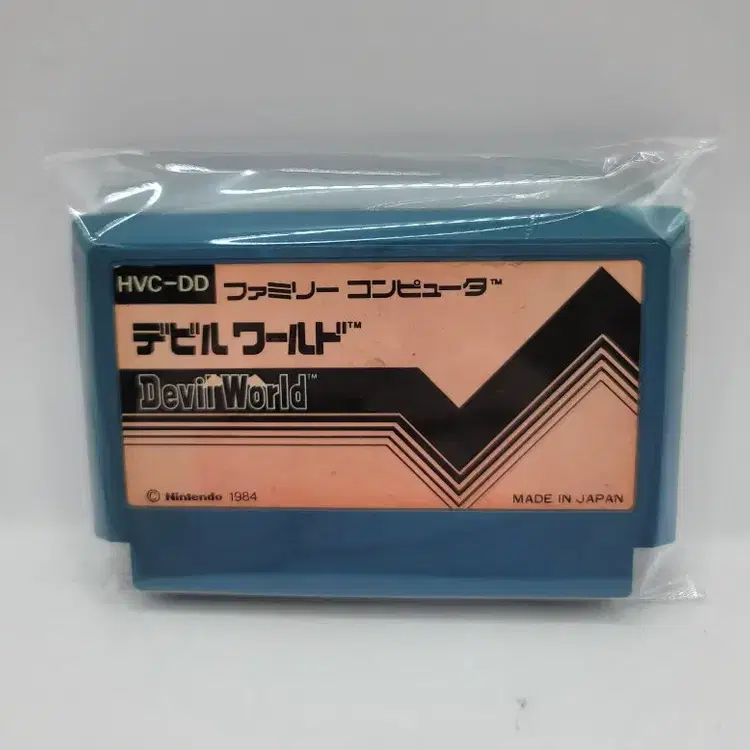 HVC-DD ファミリー コンピュータ™
デビル ワールド™
Devil World™
© Nintendo 1984 MADE IN JAPAN